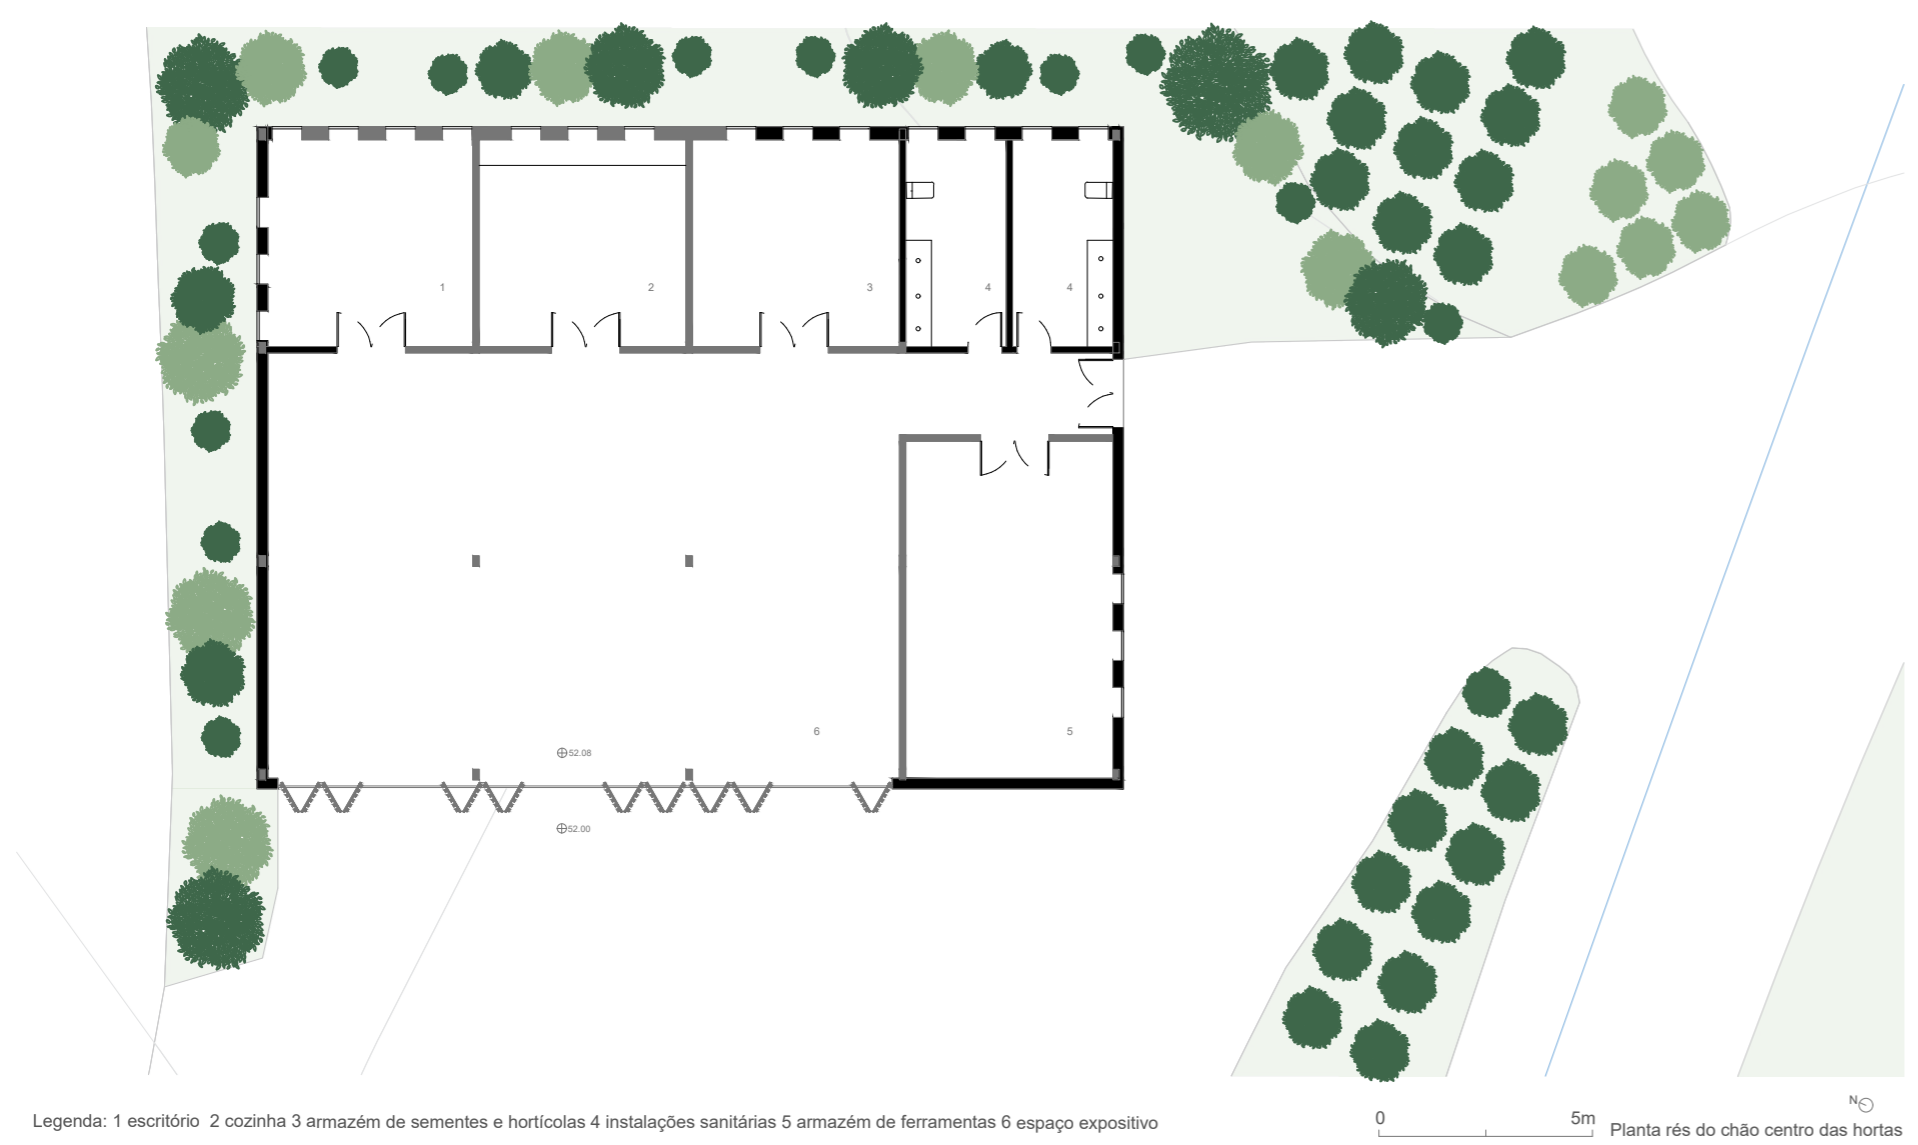 1 2 3 4 4
6 5
52.08
52.00
N
Legenda: 1 escritório 2 cozinha 3 armazém de sementes e hortícolas 4 instalações sanitárias 5 armazém de ferramentas 6 espaço expositivo
0 5m
Planta rés do chão centro das hortas